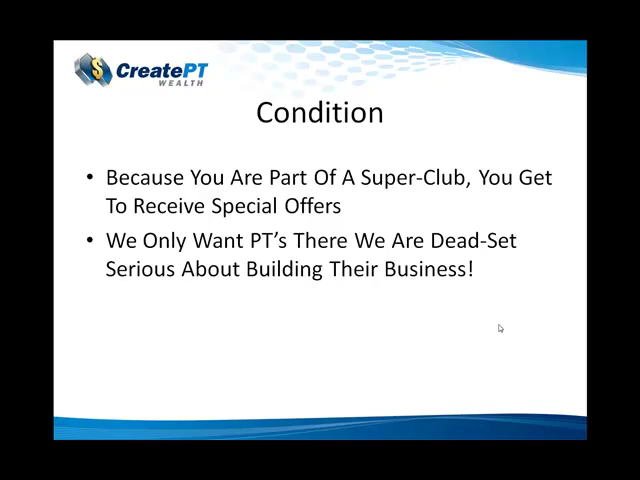 CreatePT
WEALTH
Condition
• Because You Are Part Of A Super-Club, You Get
To Receive Special Offers
• We Only Want PT's There We Are Dead-Set
Serious About Building Their Business!